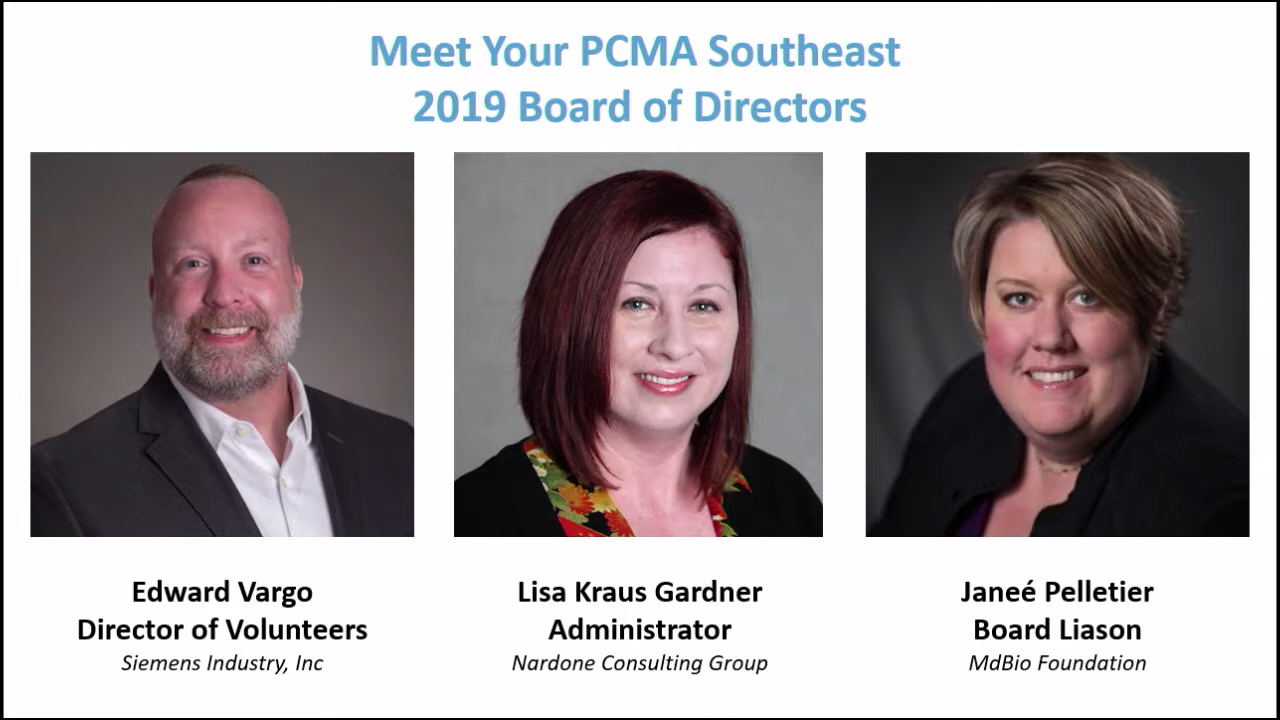 Meet Your PCMA Southeast
2019 Board of Directors
Edward Vargo
Director of Volunteers
Siemens Industry, Inc
Lisa Kraus Gardner
Administrator
Nardone Consulting Group
Janeé Pelletier
Board Liason
MdBio Foundation